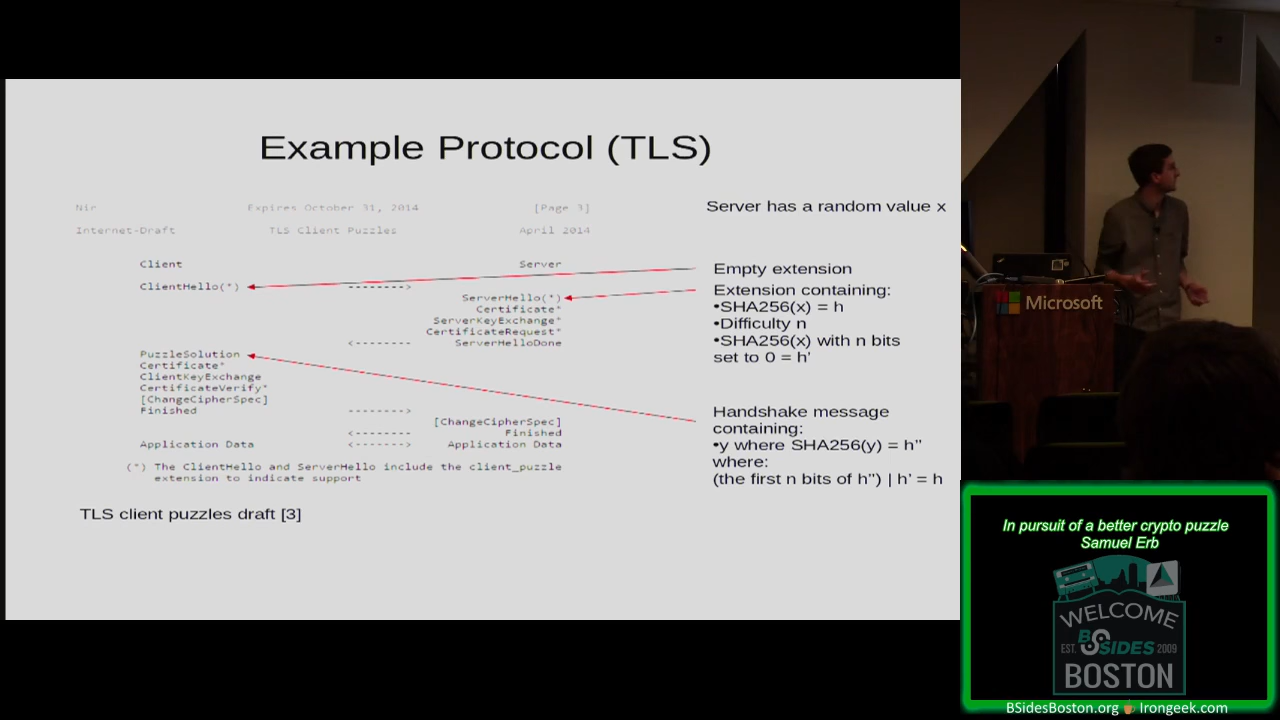 Example Protocol (TLS)
Nir Expires October 31, 2014 [Page 3]
Internet-Draft TLS Client Puzzles April 2014
Server has a random value x
Client Server
ClientHello(*) -------->
ServerHello(*)
Certificate*
ServerKeyExchange*
CertificateRequest*
<-------- ServerHelloDone
PuzzleSolution
Certificate*
ClientKeyExchange
CertificateVerify*
[ChangeCipherSpec]
Finished -------->
[ChangeCipherSpec]
<-------- Finished
Application Data <-------> Application Data
(*) The ClientHello and ServerHello include the client_puzzle
extension to indicate support
Empty extension
Extension containing:
•SHA256(x) = h
•Difficulty n
•SHA256(x) with n bits
set to 0 = h'
Handshake message
containing:
•y where SHA256(y) = h''
where:
(the first n bits of h'') | h' = h
TLS client puzzles draft [3]
Microsoft
In pursuit of a better crypto puzzle
Samuel Erb
WELCOME
EST. BSIDES 2009
BOSTON
BSidesBoston.org Irongeek.com